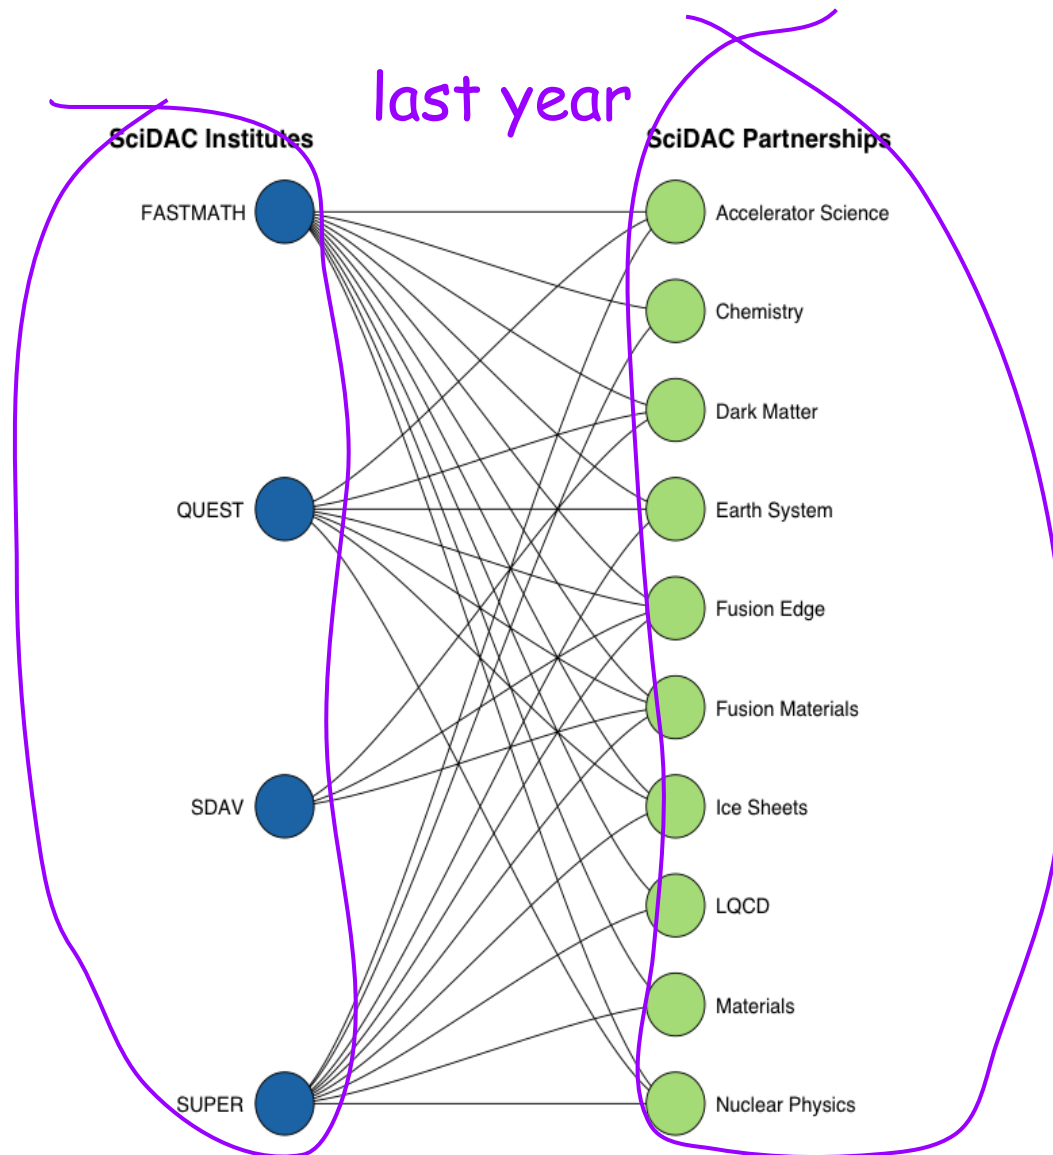 last year
SciDAC Institutes
SciDAC Partnerships
FASTMATH
Accelerator Science
Chemistry
Dark Matter
QUEST
Earth System
Fusion Edge
Fusion Materials
SDAV
Ice Sheets
LQCD
Materials
SUPER
Nuclear Physics